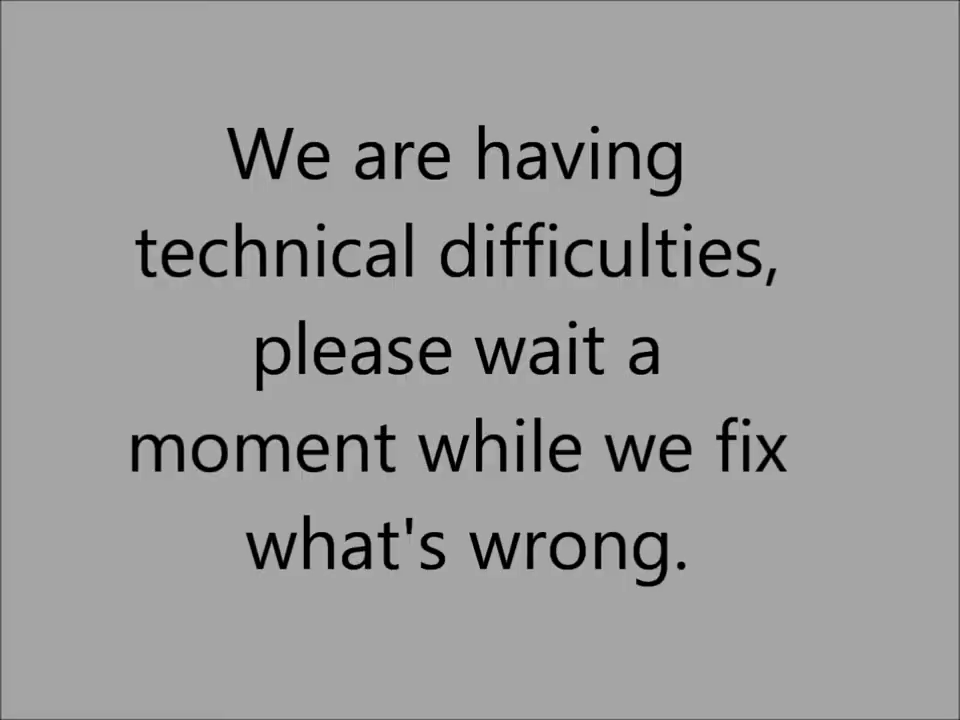 We are having
technical difficulties,
please wait a
moment while we fix
what's wrong.